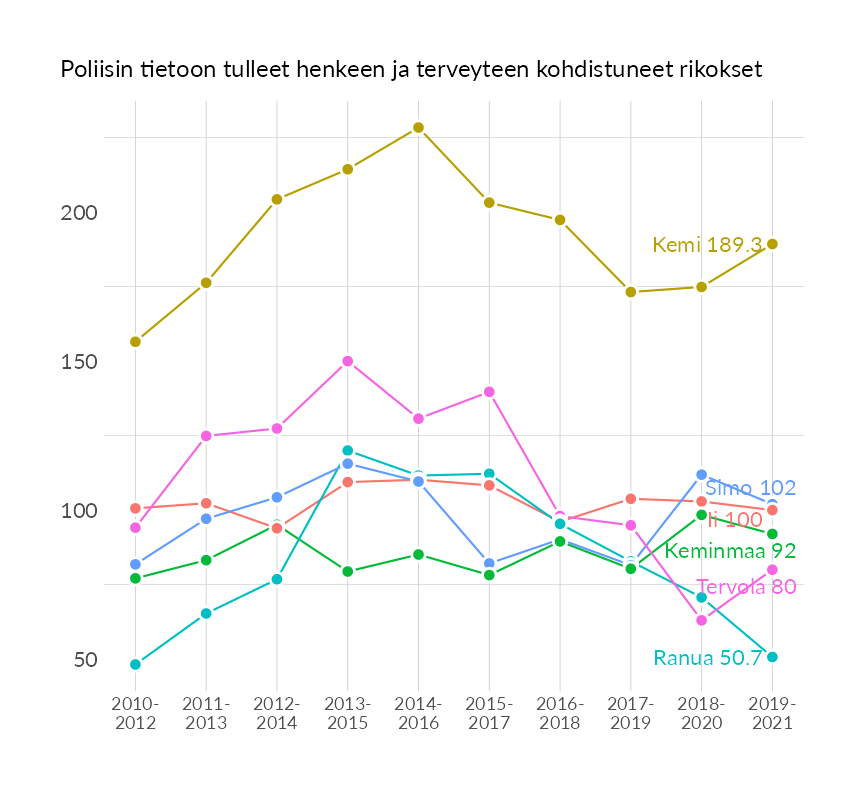 Poliisin tietoon tulleet henkeen ja terveyteen kohdistuneet rikokset
200
150
100
50
Kemi 189.3
Simo 102
Ii 100
Keminmaa 92
Tervola 80
Ranua 50.7
2010- 2011- 2012- 2013- 2014- 2015- 2016- 2017- 2018- 2019-
2012 2013 2014 2015 2016 2017 2018 2019 2020 2021